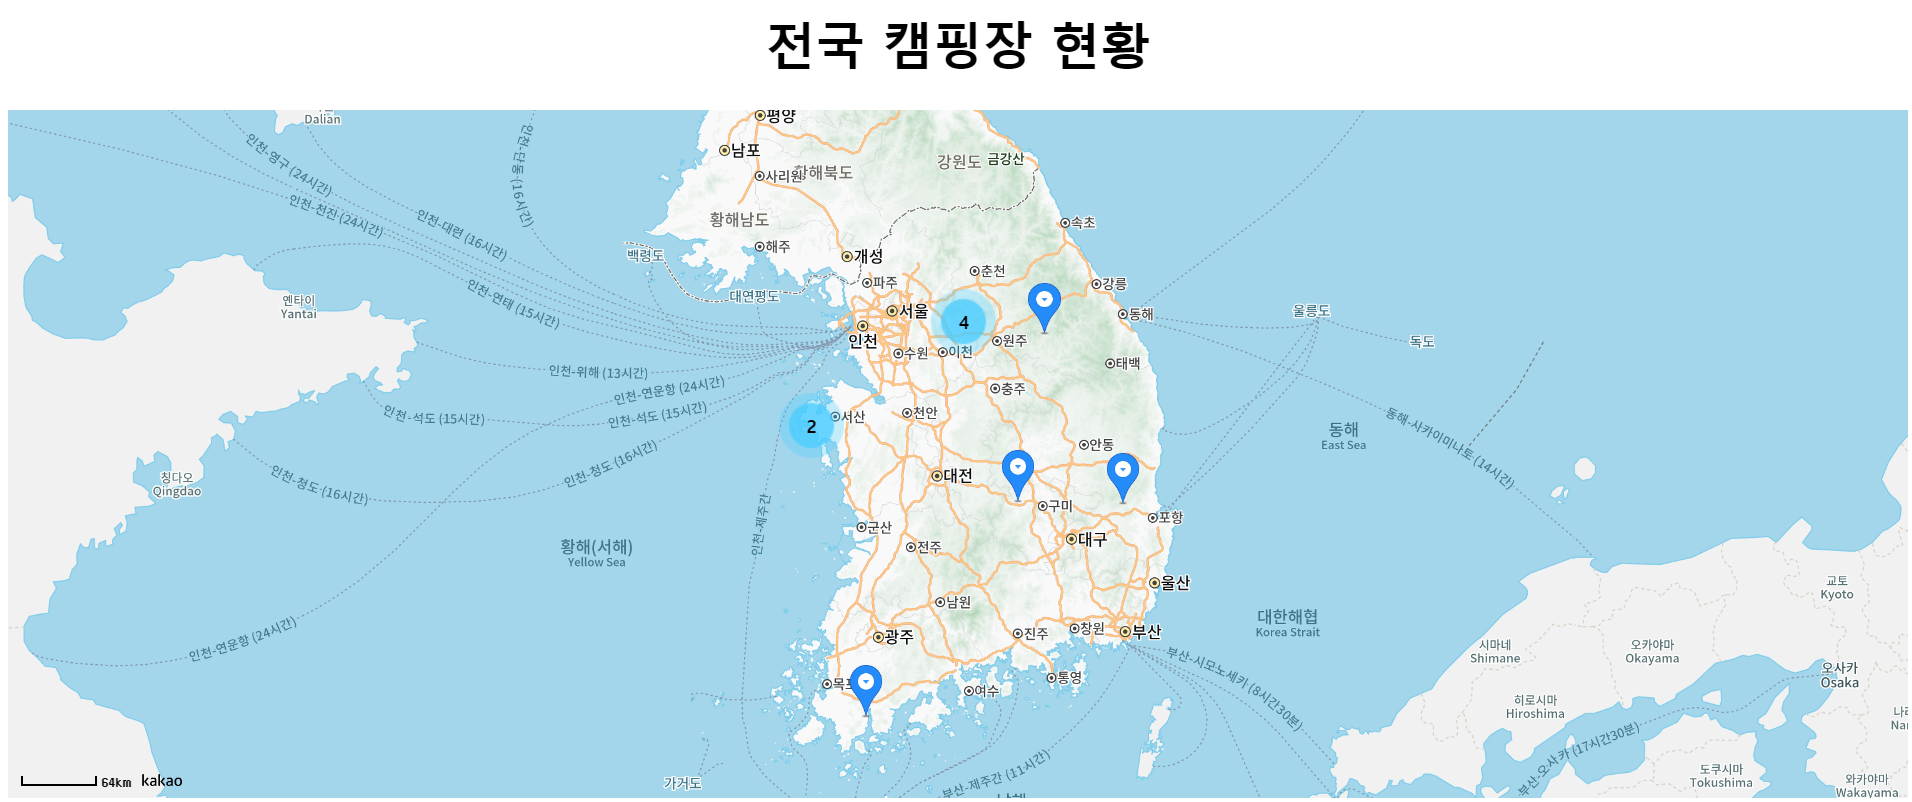 전국 캠핑장 현황
Dalian
평양
남포
사리원
황해북도
강원도
금강산
황해남도
해주
개성
속초
백령도
대연평도
파주
춘천
강릉
서울
4
동해
인천
수원
이천
원주
태백
충주
2
서산
천안
안동
대전
구미
포항
군산
전주
대구
울산
남원
광주
진주
창원
부산
통영
여수
가거도
울릉도
독도
동해
East Sea
황해(서해)
Yellow Sea
대한해협
Korea Strait
옌타이
Yantai
칭다오
Qingdao
인천-영구 (24시간)
인천-천진 (24시간)
인천-대련 (16시간)
인천-단동 (16시간)
인천-연태 (15시간)
인천-위해 (13시간)
인천-연운항 (24시간)
인천-석도 (15시간)
인천-석도 (15시간)
인천-청도 (16시간)
인천-청도 (16시간)
인천-제주간
인천-연운항 (24시간)
동해-사카이미나토 (14시간)
부산-시모노세키 (8시간30분)
부산-제주간 (11시간)
부산-오사카 (17시간30분)
교토
Kyoto
시마네
Shimane
오카야마
Okayama
오사카
Osaka
히로시마
Hiroshima
도쿠시마
Tokushima
와카야마
Wakayama
64km
kakao